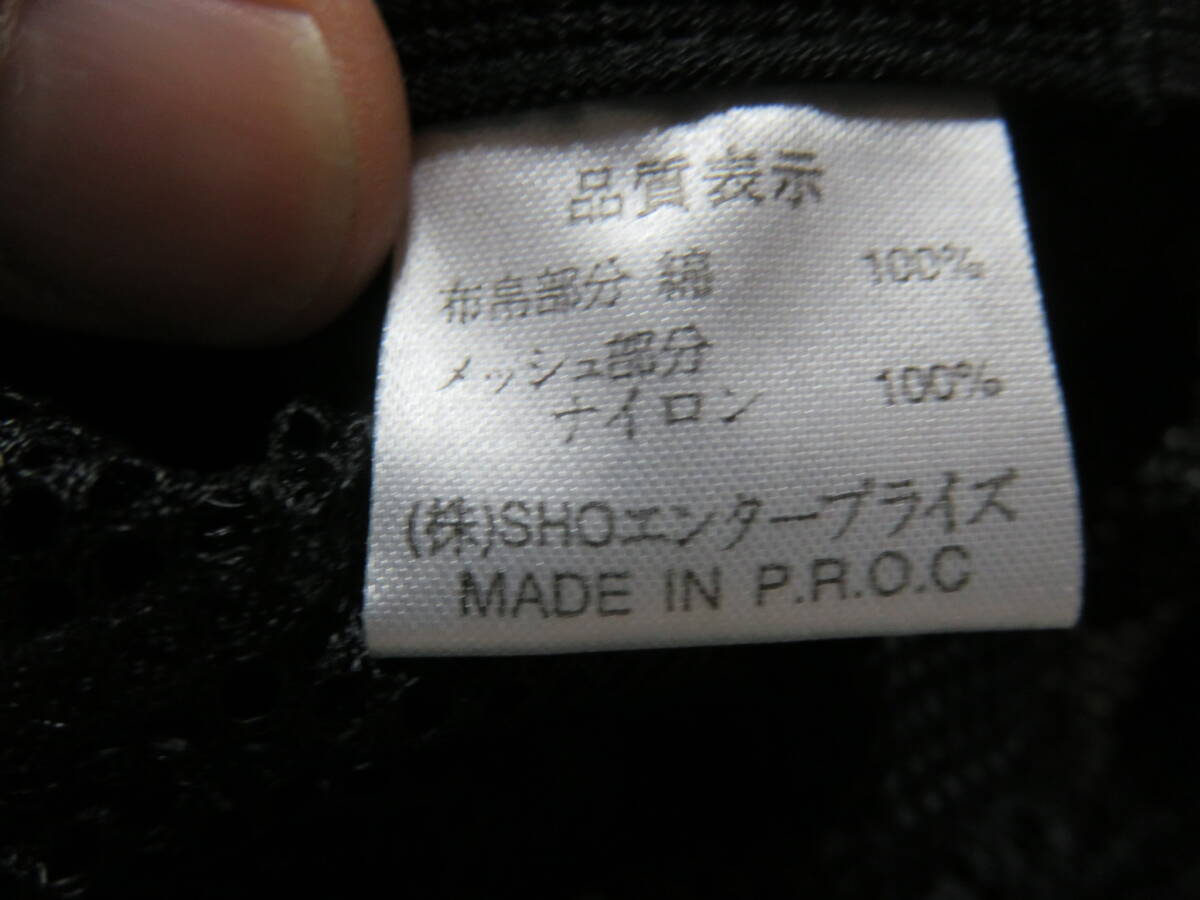 品質表示
布帛部分 綿 100%
メッシュ部分
ナイロン 100%
(株)SHOエンタープライズ
MADE IN P.R.O.C